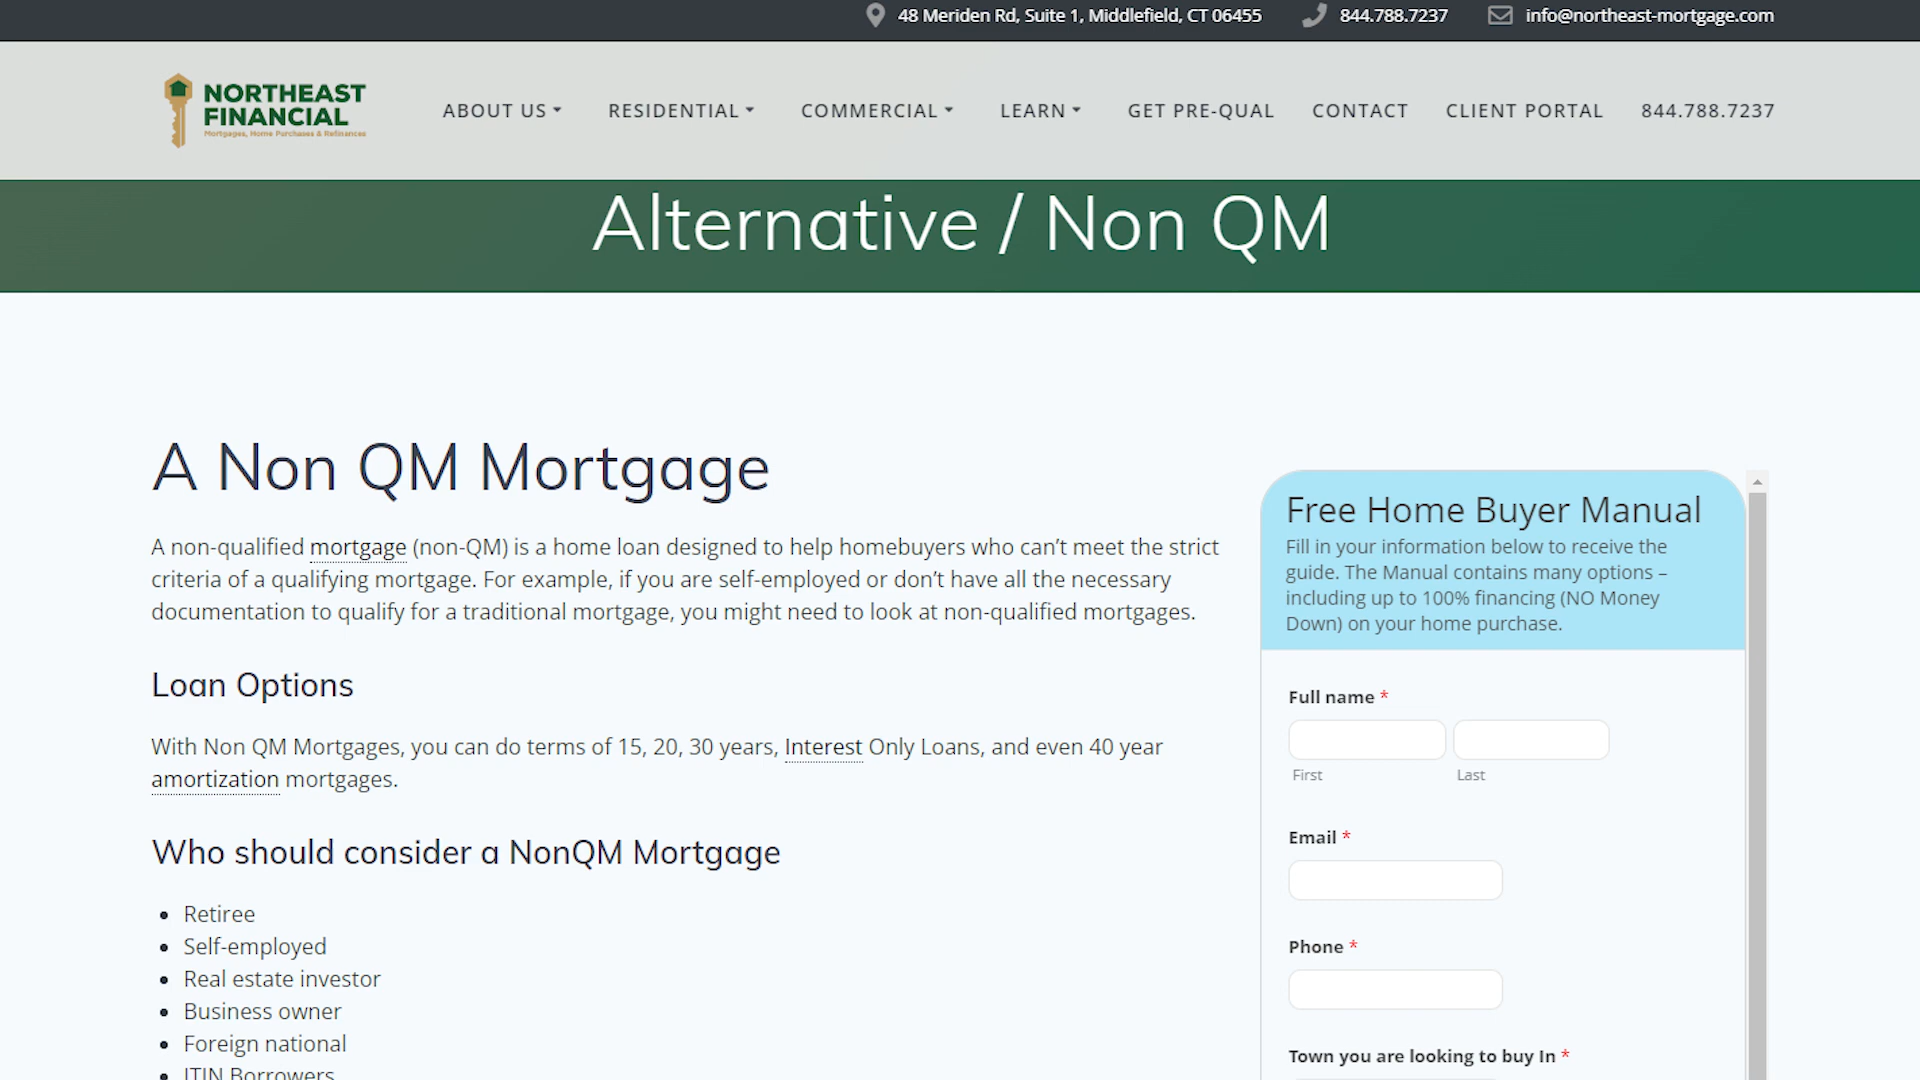 48 Meriden Rd, Suite 1, Middlefield, CT 06455 844.788.7237 info@northeast-mortgage.com
NORTHEAST
FINANCIAL
Mortgages, Home Purchases & Refinances
ABOUT US RESIDENTIAL COMMERCIAL LEARN GET PRE-QUAL CONTACT CLIENT PORTAL 844.788.7237
Alternative / Non QM
A Non QM Mortgage
A non-qualified mortgage (non-QM) is a home loan designed to help homebuyers who can’t meet the strict
criteria of a qualifying mortgage. For example, if you are self-employed or don’t have all the necessary
documentation to qualify for a traditional mortgage, you might need to look at non-qualified mortgages.
Loan Options
With Non QM Mortgages, you can do terms of 15, 20, 30 years, Interest Only Loans, and even 40 year
amortization mortgages.
Who should consider a NonQM Mortgage
Retiree
Self-employed
Real estate investor
Business owner
Foreign national
ITIN Borrowers
Free Home Buyer Manual
Fill in your information below to receive the
guide. The Manual contains many options –
including up to 100% financing (NO Money
Down) on your home purchase.
Full name *
First Last
Email *
Phone *
Town you are looking to buy In *